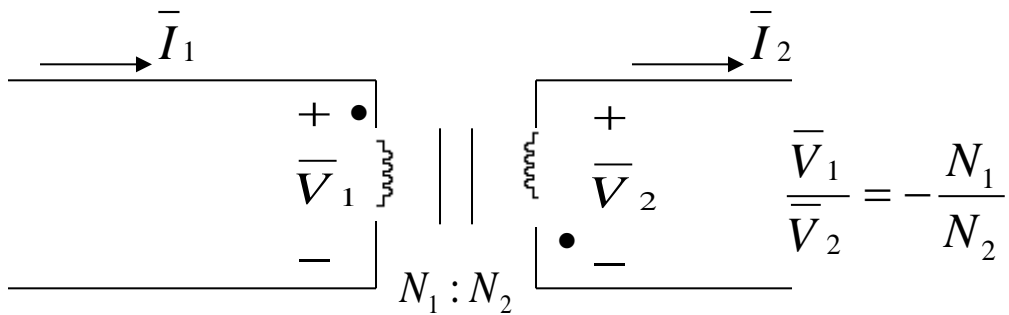 I̅1 I̅2
+ +
V̅1 V̅2 V̅1/V̅2 = -N1/N2
− −
N1 : N2